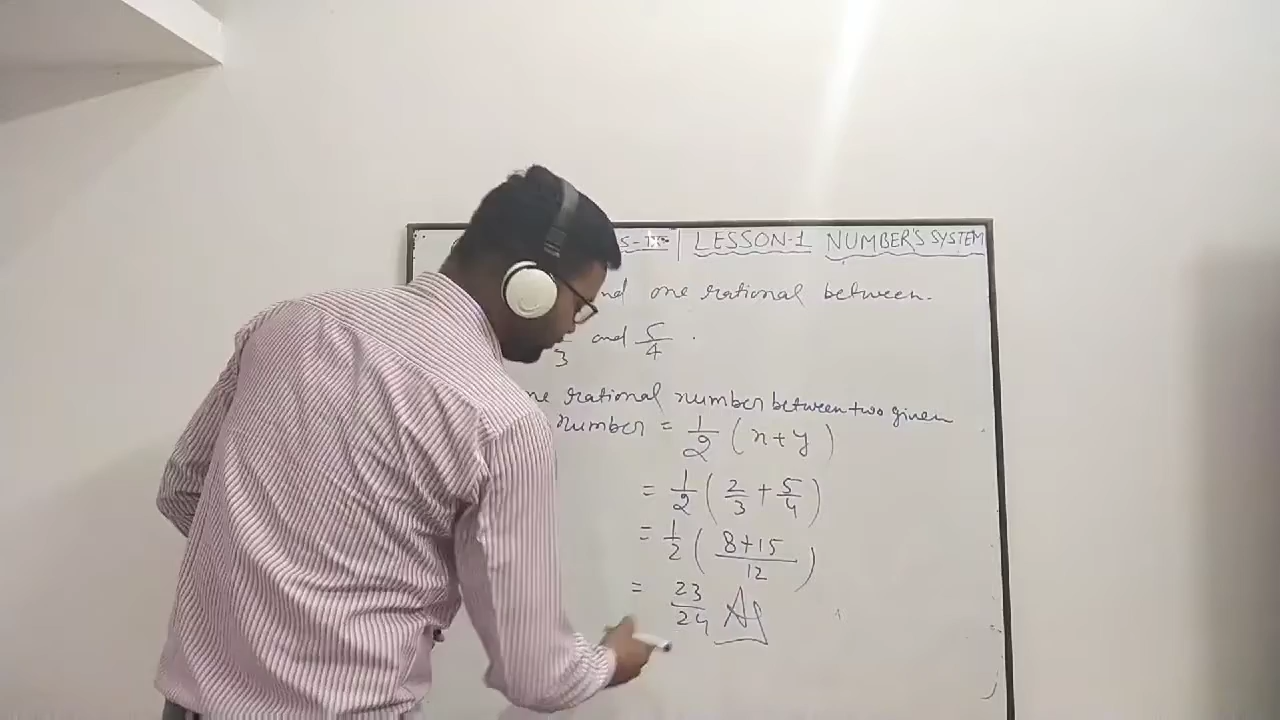 LESSON-1 NUMBER'S SYSTEM
one rational between.
3 and 5/4 .
rational number between two given
number = 1/2 (x+y)
= 1/2 (2/3 + 5/4)
= 1/2 (8+15/12)
= 23/24